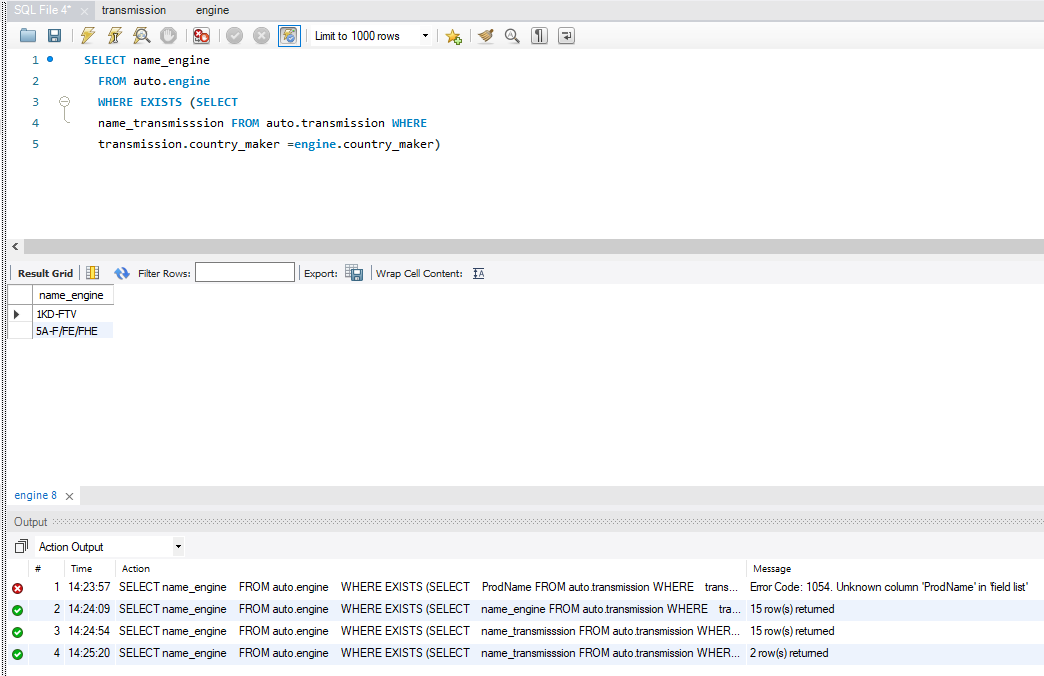 SQL File 4* transmission engine
Limit to 1000 rows
1 SELECT name_engine
2 FROM auto.engine
3 WHERE EXISTS (SELECT
4 name_transmisssion FROM auto.transmission WHERE
5 transmission.country_maker =engine.country_maker)
Result Grid Filter Rows: Export: Wrap Cell Content:
name_engine
1KD-FTV
5A-F/FE/FHE
engine 8
Output
Action Output
# Time Action Message
1 14:23:57 SELECT name_engine FROM auto.engine WHERE EXISTS (SELECT ProdName FROM auto.transmission WHERE trans... Error Code: 1054. Unknown column 'ProdName' in 'field list'
2 14:24:09 SELECT name_engine FROM auto.engine WHERE EXISTS (SELECT name_engine FROM auto.transmission WHERE tra... 15 row(s) returned
3 14:24:54 SELECT name_engine FROM auto.engine WHERE EXISTS (SELECT name_transmisssion FROM auto.transmission WHER... 15 row(s) returned
4 14:25:20 SELECT name_engine FROM auto.engine WHERE EXISTS (SELECT name_transmisssion FROM auto.transmission WHER... 2 row(s) returned